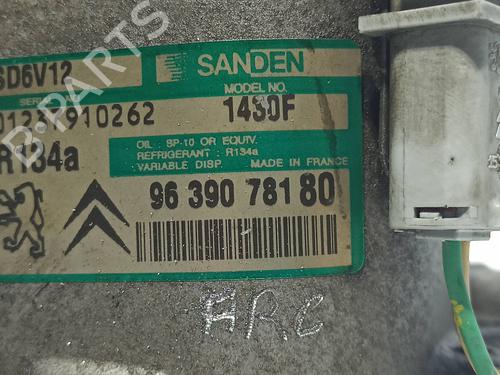 SD6V12
SANDEN
MODEL NO.
1430F
OIL : SP-10 OR EQUIV.
REFRIGERANT : R134a
VARIABLE DISP. MADE IN FRANCE
R134a
96 390 781 80
ARC
B-PARTS